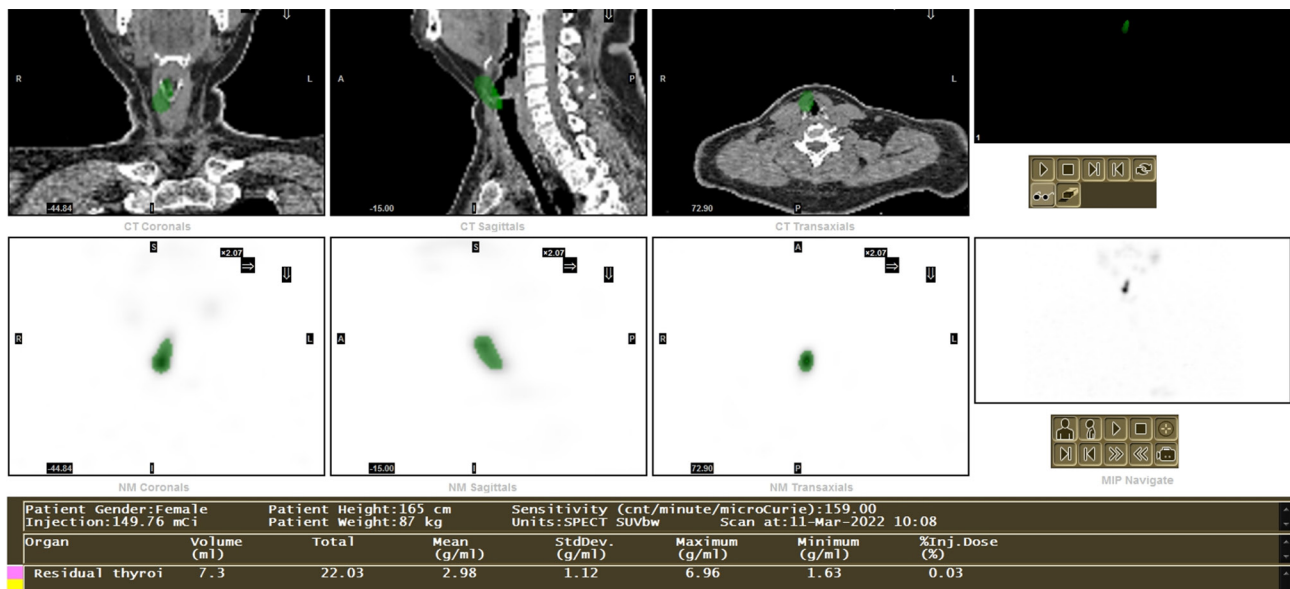 R L -44.84 I
A P -15.00 I
R L 72.90 P
1
CT Coronals CT Sagittals CT Transaxials
S ×2.07 R L -44.84 I
S ×2.07 A P -15.00 I
A ×2.07 R L 72.90 P
NM Coronals NM Sagittals NM Transaxials MIP Navigate
Patient Gender:Female Patient Height:165 cm Sensitivity (cnt/minute/microCurie):159.00
Injection:149.76 mCi Patient Weight:87 kg Units:SPECT SUVbw Scan at:11-Mar-2022 10:08
Organ Volume Total Mean StdDev. Maximum Minimum %Inj.Dose
(ml) (g/ml) (g/ml) (g/ml) (g/ml) (%)
Residual thyroi 7.3 22.03 2.98 1.12 6.96 1.63 0.03